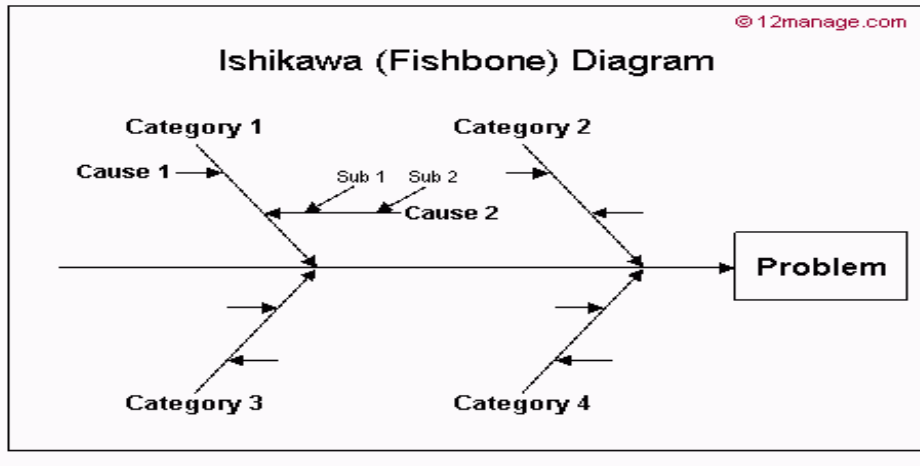 ©12manage.com
Ishikawa (Fishbone) Diagram
Category 1
Category 2
Cause 1
Sub 1
Sub 2
Cause 2
Problem
Category 3
Category 4